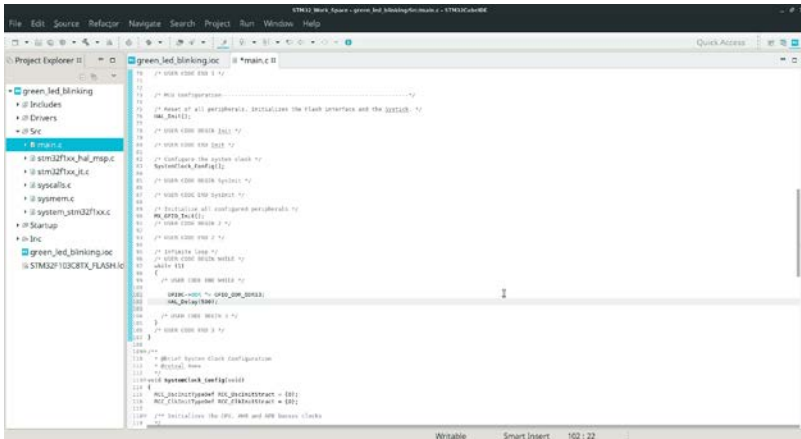 STM32_Work_Space - green_led_blinking/Src/main.c - STM32CubeIDE
File Edit Source Refactor Navigate Search Project Run Window Help
Quick Access
Project Explorer
green_led_blinking.ioc
*main.c
green_led_blinking
Includes
Drivers
Src
main.c
stm32f1xx_hal_msp.c
stm32f1xx_it.c
syscalls.c
sysmem.c
system_stm32f1xx.c
Startup
Inc
green_led_blinking.ioc
STM32F103C8TX_FLASH.ld
/* USER CODE END 1 */
/* MCU Configuration--------------------------------------------------------*/
/* Reset of all peripherals, Initializes the Flash interface and the Systick. */
HAL_Init();
/* USER CODE BEGIN Init */
/* USER CODE END Init */
/* Configure the system clock */
SystemClock_Config();
/* USER CODE BEGIN SysInit */
/* USER CODE END SysInit */
/* Initialize all configured peripherals */
MX_GPIO_Init();
/* USER CODE BEGIN 2 */
/* USER CODE END 2 */
/* Infinite loop */
/* USER CODE BEGIN WHILE */
while (1)
{
/* USER CODE END WHILE */
GPIOC->ODR ^= GPIO_ODR_ODR13;
HAL_Delay(500);
/* USER CODE BEGIN 3 */
}
/* USER CODE END 3 */
}
/**
* @brief System Clock Configuration
* @retval None
*/
void SystemClock_Config(void)
{
RCC_OscInitTypeDef RCC_OscInitStruct = {0};
RCC_ClkInitTypeDef RCC_ClkInitStruct = {0};
/** Initializes the CPU, AHB and APB busses clocks
*/
Writable Smart Insert 102 : 22